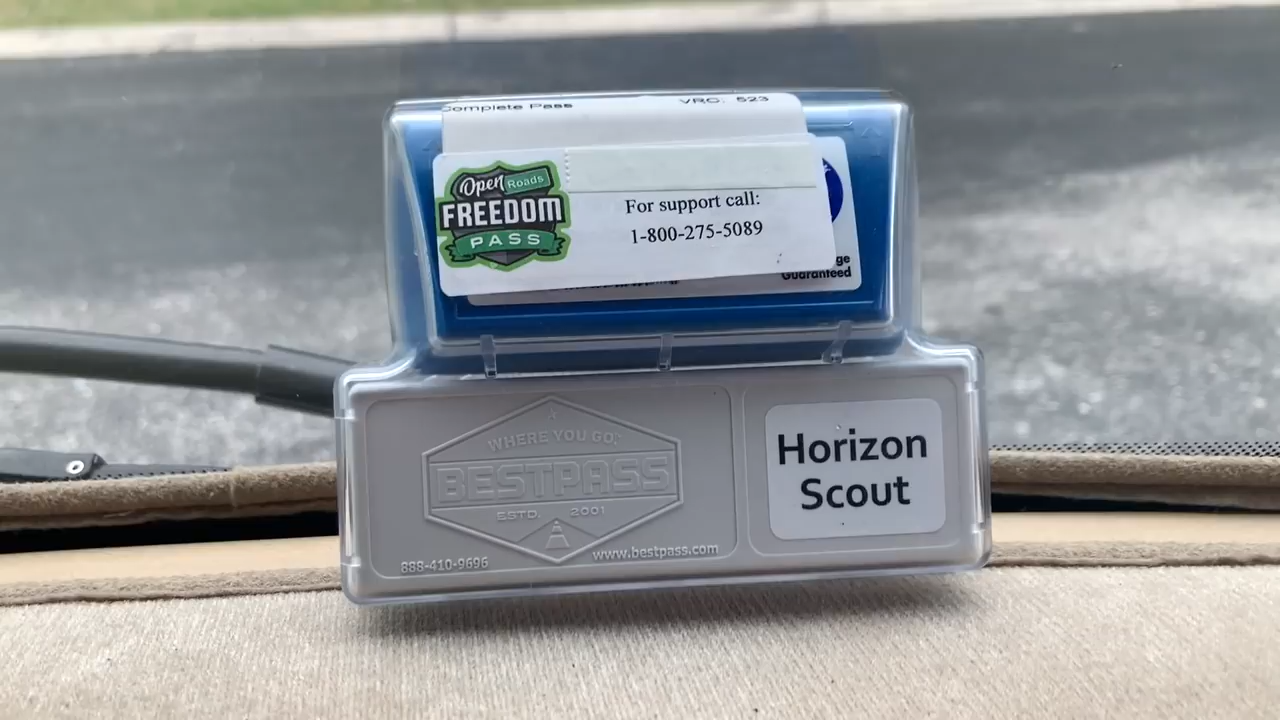 Complete Pass VRC: 523
Open Roads
FREEDOM
PASS
For support call:
1-800-275-5089
ge
Guaranteed
WHERE YOU GO.
BESTPASS
ESTD. 2001
888-410-9696
www.bestpass.com
Horizon
Scout